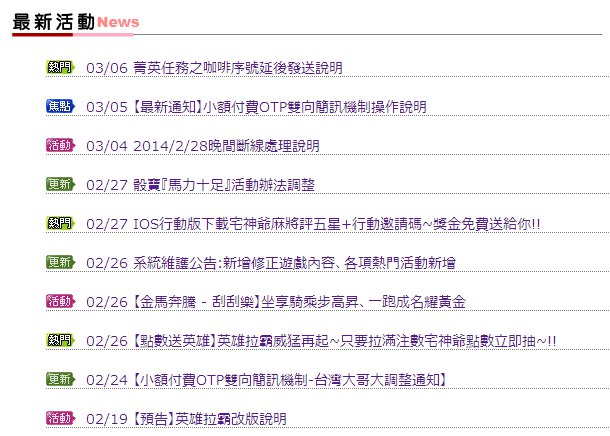 最新活動News
熱門 03/06 菁英任務之咖啡序號延後發送說明
焦點 03/05【最新通知】小額付費OTP雙向簡訊機制操作說明
活動 03/04 2014/2/28晚間斷線處理說明
更新 02/27 骰寶『馬力十足』活動辦法調整
熱門 02/27 IOS行動版下載宅神爺麻將評五星+行動邀請碼~獎金免費送給你!!
更新 02/26 系統維護公告:新增修正遊戲內容、各項熱門活動新增
活動 02/26【金馬奔騰 - 刮刮樂】坐享騎乘步高昇、一跑成名耀黃金
熱門 02/26【點數送英雄】英雄拉霸威猛再起~只要拉滿注數宅神爺點數立即抽~!!
更新 02/24【小額付費OTP雙向簡訊機制-台灣大哥大調整通知】
活動 02/19【預告】英雄拉霸改版說明